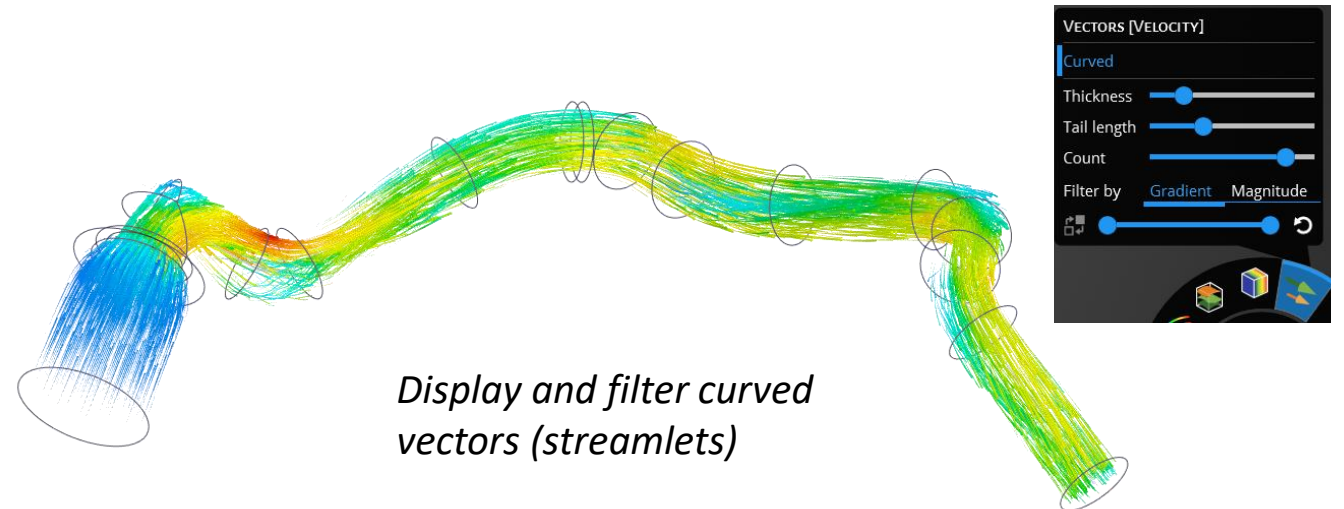 VECTORS [VELOCITY]
Curved
Thickness
Tail length
Count
Filter by Gradient Magnitude
Display and filter curved
vectors (streamlets)